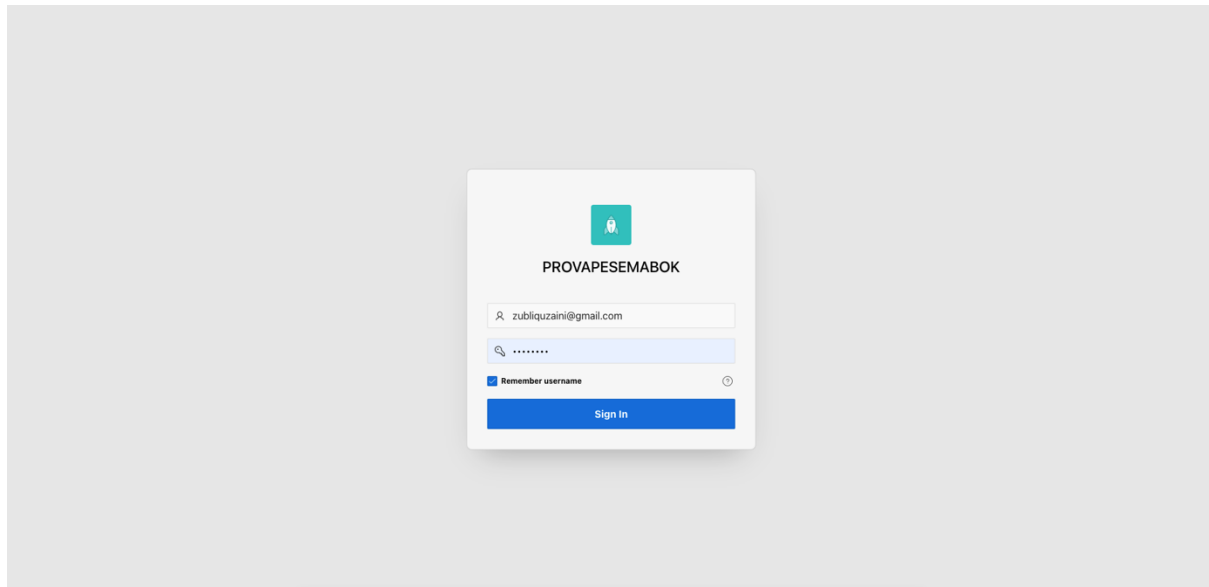 PROVAPESEMABOK
zubliquzaini@gmail.com
••••••••
Remember username
Sign In